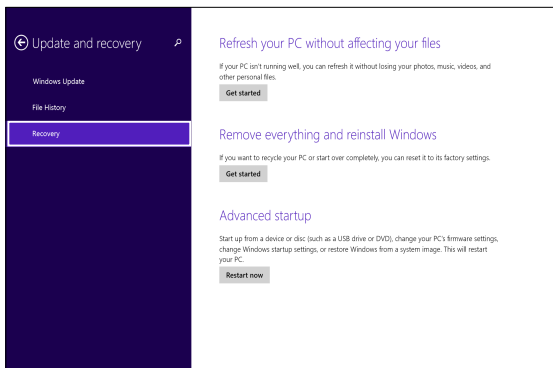 Update and recovery
Windows Update
File History
Recovery
Refresh your PC without affecting your files
If your PC isn't running well, you can refresh it without losing your photos, music, videos, and
other personal files.
Get started
Remove everything and reinstall Windows
If you want to recycle your PC or start over completely, you can reset it to its factory settings.
Get started
Advanced startup
Start up from a device or disc (such as a USB drive or DVD), change your PC's firmware settings,
change Windows startup settings, or restore Windows from a system image. This will restart
your PC.
Restart now